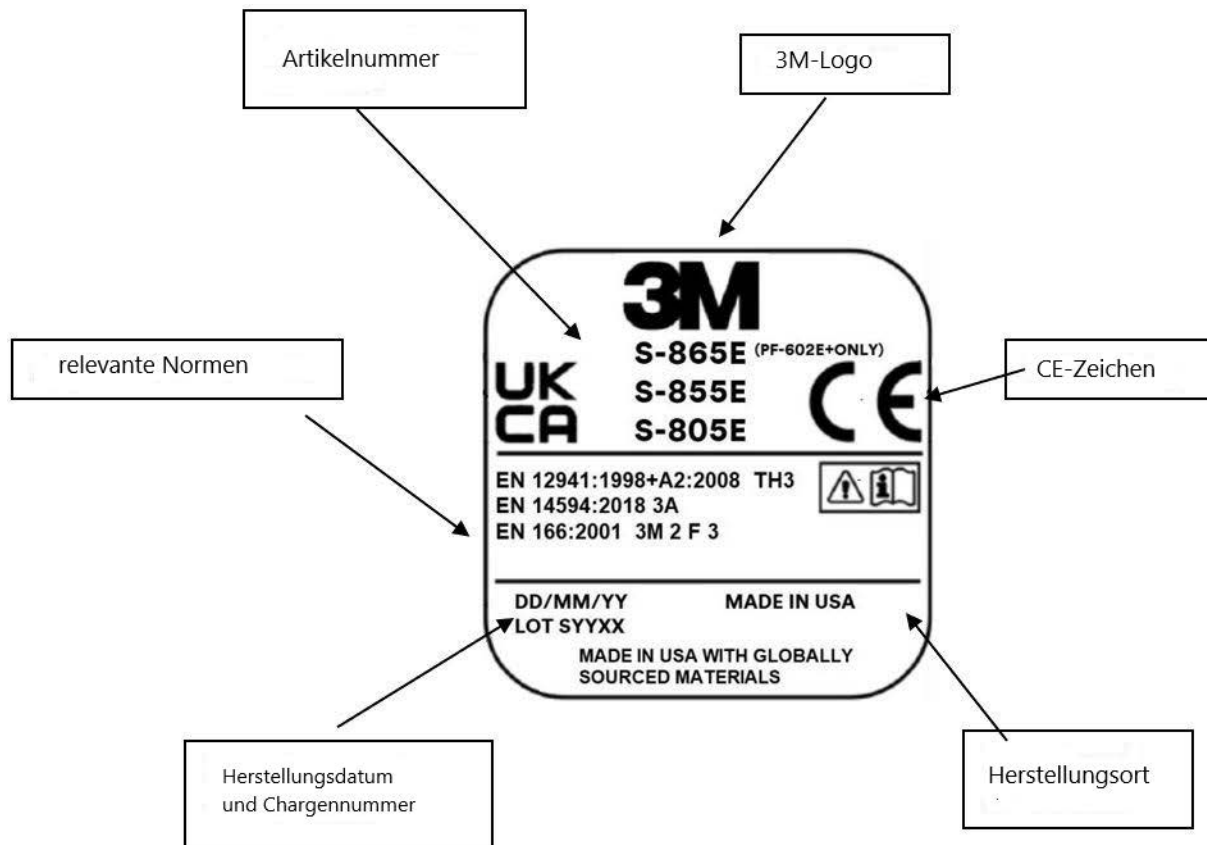 Artikelnummer
3M-Logo
3M
relevante Normen
S-865E (PF-602E+ONLY)
S-855E
S-805E
UK
CA
CE
CE-Zeichen
EN 12941:1998+A2:2008 TH3
EN 14594:2018 3A
EN 166:2001 3M 2 F 3
i
DD/MM/YY
LOT SYYXX
MADE IN USA
MADE IN USA WITH GLOBALLY
SOURCED MATERIALS
Herstellungsdatum
und Chargennummer
Herstellungsort